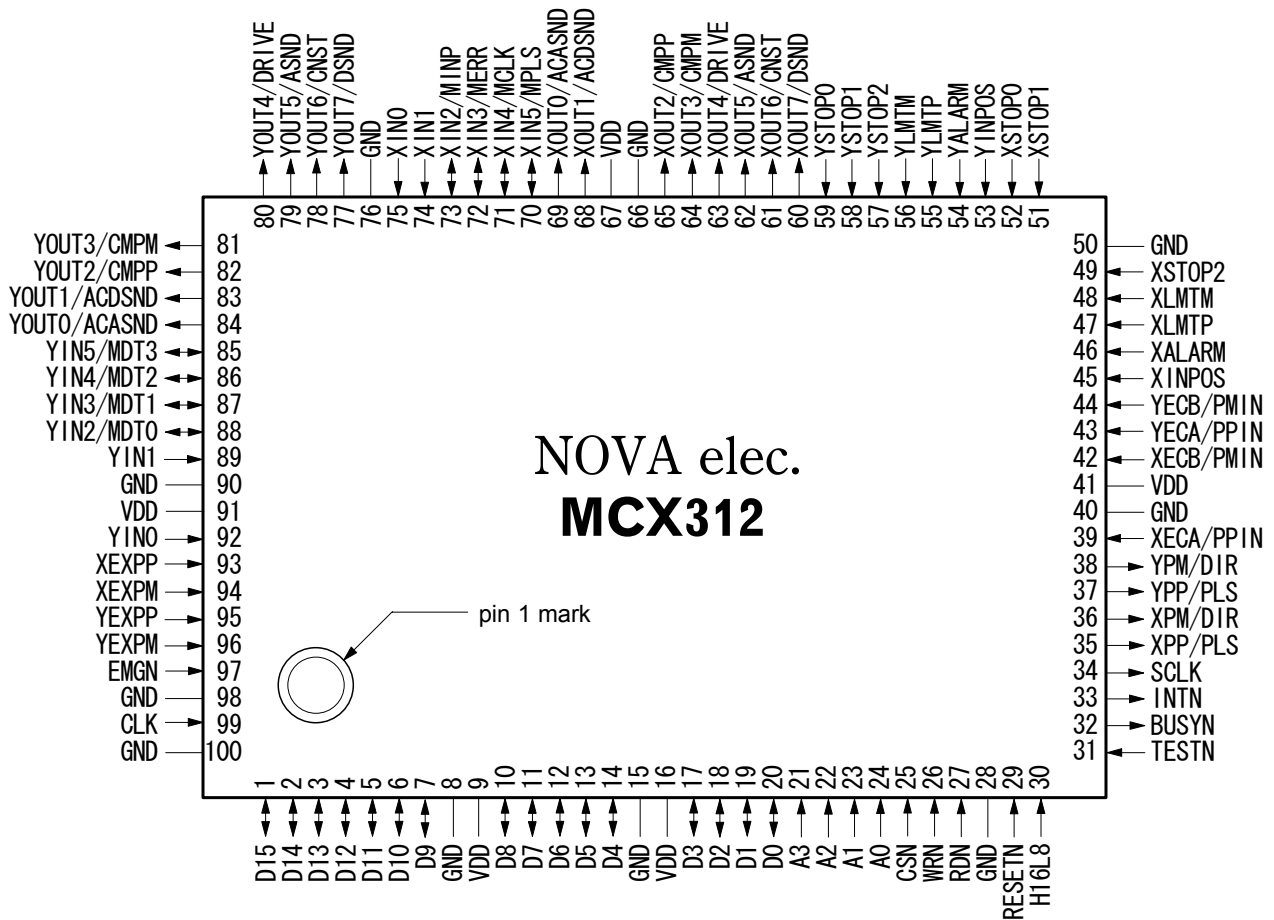 YOUT4/DRIVE
YOUT5/ASND
YOUT6/CNST
YOUT7/DSND
GND
XIN0
XIN1
XIN2/MINP
XIN3/MERR
XIN4/MCLK
XIN5/MPLS
XOUT0/ACASND
XOUT1/ACDSND
VDD
GND
XOUT2/CMPP
XOUT3/CMPM
XOUT4/DRIVE
XOUT5/ASND
XOUT6/CNST
XOUT7/DSND
YSTOP0
YSTOP1
YSTOP2
YLMTM
YLMTP
YALARM
YINPOS
XSTOP0
XSTOP1
80 79 78 77 76 75 74 73 72 71 70 69 68 67 66 65 64 63 62 61 60 59 58 57 56 55 54 53 52 51
YOUT3/CMPM 81
YOUT2/CMPP 82
YOUT1/ACDSND 83
YOUT0/ACASND 84
YIN5/MDT3 85
YIN4/MDT2 86
YIN3/MDT1 87
YIN2/MDT0 88
YIN1 89
GND 90
VDD 91
YIN0 92
XEXPP 93
XEXPM 94
YEXPP 95
YEXPM 96
EMGN 97
GND 98
CLK 99
GND 100
NOVA elec.
MCX312
pin 1 mark
50 GND
49 XSTOP2
48 XLMTM
47 XLMTP
46 XALARM
45 XINPOS
44 YECB/PMIN
43 YECA/PPIN
42 XECB/PMIN
41 VDD
40 GND
39 XECA/PPIN
38 YPM/DIR
37 YPP/PLS
36 XPM/DIR
35 XPP/PLS
34 SCLK
33 INTN
32 BUSYN
31 TESTN
1 2 3 4 5 6 7 8 9 10 11 12 13 14 15 16 17 18 19 20 21 22 23 24 25 26 27 28 29 30
D15
D14
D13
D12
D11
D10
D9
GND
VDD
D8
D7
D6
D5
D4
GND
VDD
D3
D2
D1
D0
A3
A2
A1
A0
CSN
WRN
RDN
GND
RESETN
H16L8